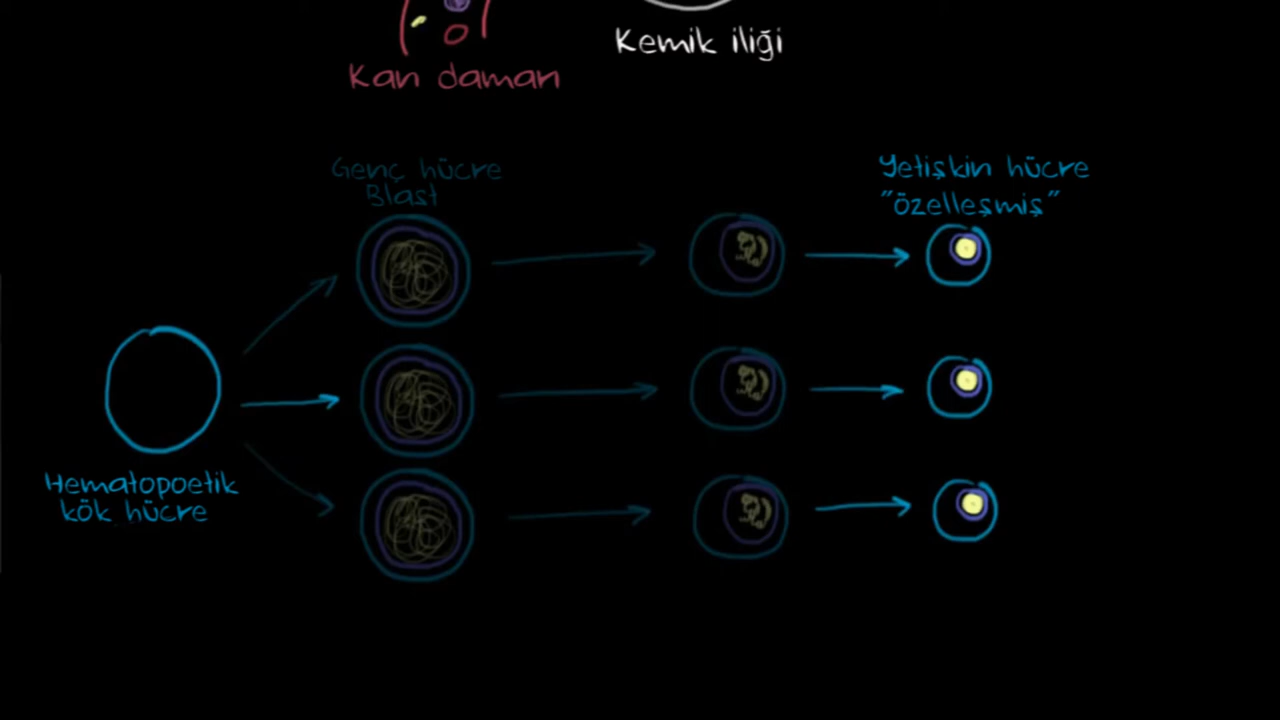 Kemik iliği
Kan damarı
Genç hücre
Blast
Yetişkin hücre
"özelleşmiş"
Hematopoetik
kök hücre